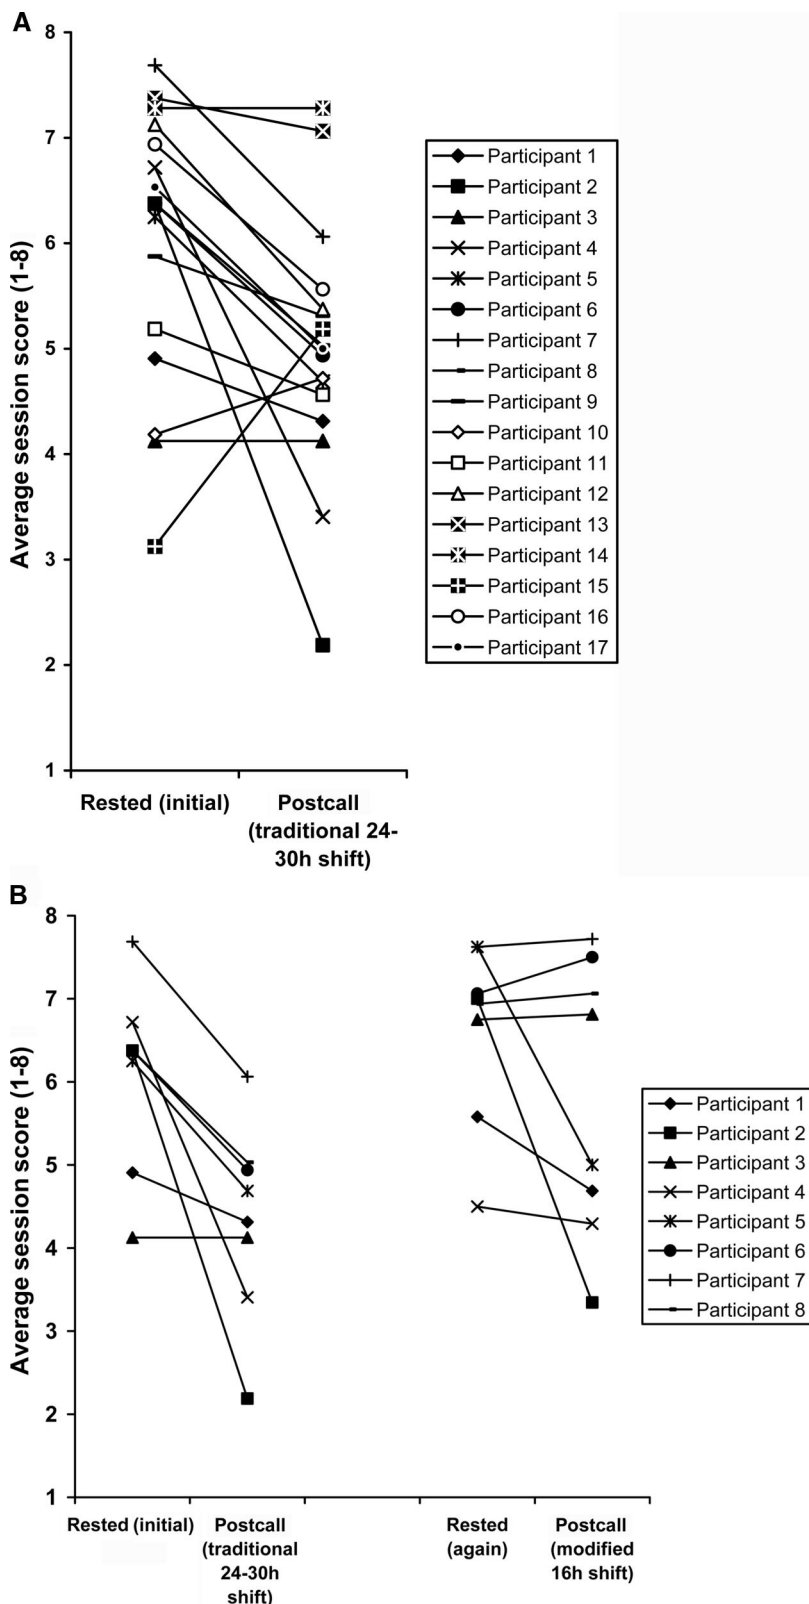 A
8
7
6
5
4
3
2
1
Average session score (1-8)
Rested (initial)
Postcall
(traditional 24-
30h shift)
Participant 1
Participant 2
Participant 3
Participant 4
Participant 5
Participant 6
Participant 7
Participant 8
Participant 9
Participant 10
Participant 11
Participant 12
Participant 13
Participant 14
Participant 15
Participant 16
Participant 17
B
8
7
6
5
4
3
2
1
Average session score (1-8)
Rested (initial)
Postcall
(traditional
24-30h
shift)
Rested
(again)
Postcall
(modified
16h shift)
Participant 1
Participant 2
Participant 3
Participant 4
Participant 5
Participant 6
Participant 7
Participant 8